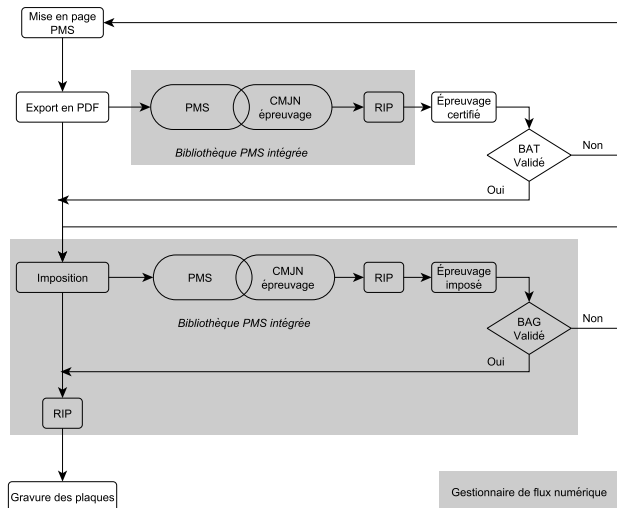 Mise en page
PMS
Export en PDF
PMS
CMJN
épreuvage
RIP
Épreuvage
certifié
Bibliothèque PMS intégrée
BAT
Validé
Non
Oui
Imposition
PMS
CMJN
épreuvage
RIP
Épreuvage
imposé
Bibliothèque PMS intégrée
BAG
Validé
Non
Oui
RIP
Gravure des plaques
Gestionnaire de flux numérique